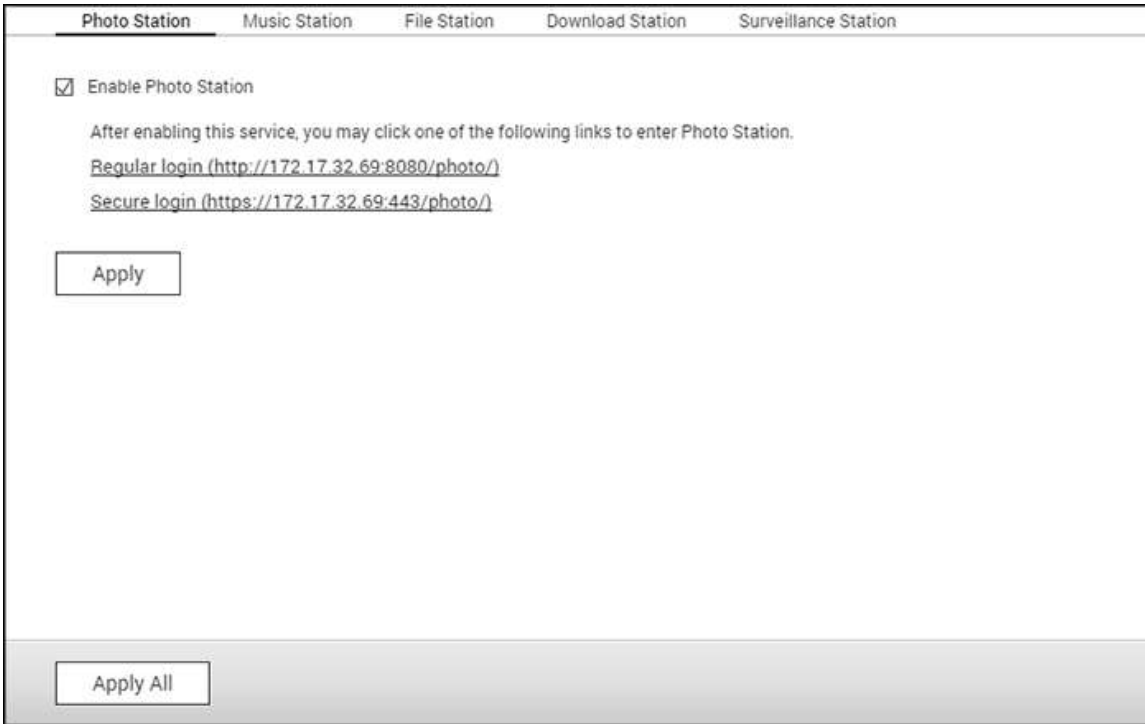 Photo Station Music Station File Station Download Station Surveillance Station
Enable Photo Station
After enabling this service, you may click one of the following links to enter Photo Station.
Regular login (http://172.17.32.69:8080/photo/)
Secure login (https://172.17.32.69:443/photo/)
Apply
Apply All